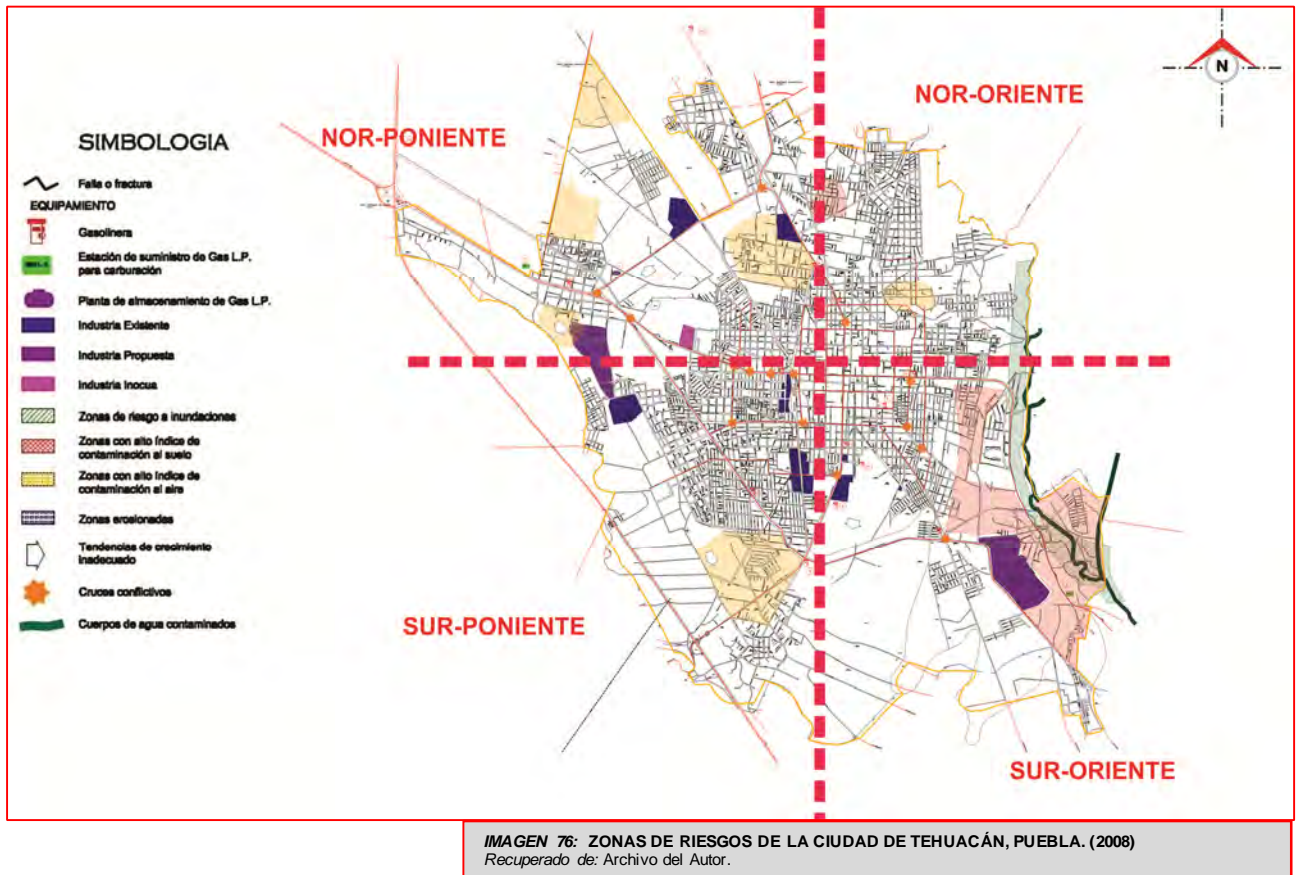 NOR-ORIENTE
N
SIMBOLOGIA
NOR-PONIENTE
Falla o fractura
EQUIPAMIENTO
Gasolinera
Estación de suministro de Gas L.P.
para carburación
Planta de almacenamiento de Gas L.P.
Industria Existente
Industria Propuesta
Industria Inocua
Zonas de riesgo a inundaciones
Zonas con alto índice de
contaminación al suelo
Zonas con alto índice de
contaminación al aire
Zonas erosionadas
Tendencias de crecimiento
inadecuado
Cruces conflictivos
Cuerpos de agua contaminados
SUR-PONIENTE
SUR-ORIENTE
IMAGEN 76: ZONAS DE RIESGOS DE LA CIUDAD DE TEHUACÁN, PUEBLA. (2008)
Recuperado de: Archivo del Autor.